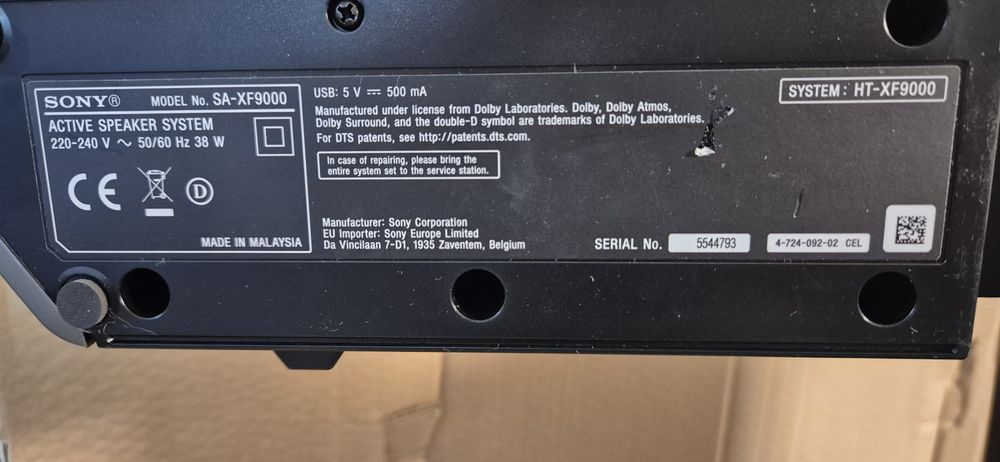 SONY® MODEL No. SA-XF9000
ACTIVE SPEAKER SYSTEM
220-240 V ~ 50/60 Hz 38 W
CE
D
MADE IN MALAYSIA
USB: 5 V ⎓ 500 mA
Manufactured under license from Dolby Laboratories. Dolby, Dolby Atmos,
Dolby Surround, and the double-D symbol are trademarks of Dolby Laboratories.
For DTS patents, see http://patents.dts.com.
In case of repairing, please bring the
entire system set to the service station.
Manufacturer: Sony Corporation
EU Importer: Sony Europe Limited
Da Vincilaan 7-D1, 1935 Zaventem, Belgium
SYSTEM: HT-XF9000
SERIAL No. 5544793 4-724-092-02 CEL